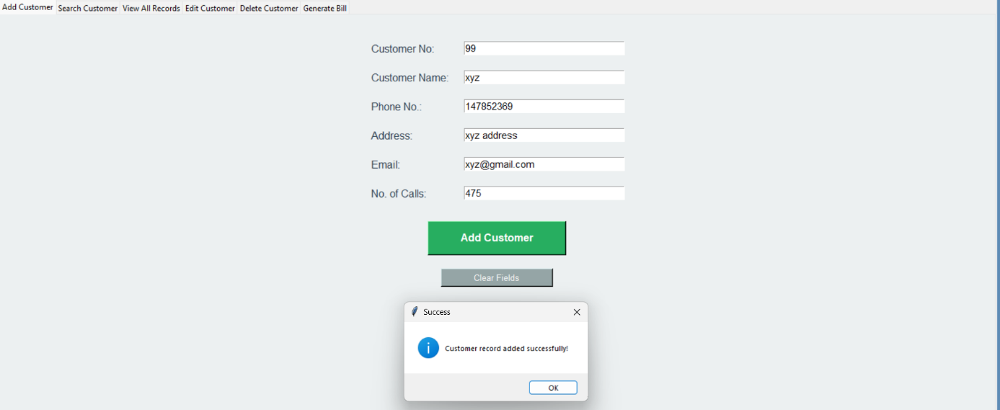 Add Customer Search Customer View All Records Edit Customer Delete Customer Generate Bill
Customer No: 99
Customer Name: xyz
Phone No.: 147852369
Address: xyz address
Email: xyz@gmail.com
No. of Calls: 475
Add Customer
Clear Fields
Success
Customer record added successfully!
OK